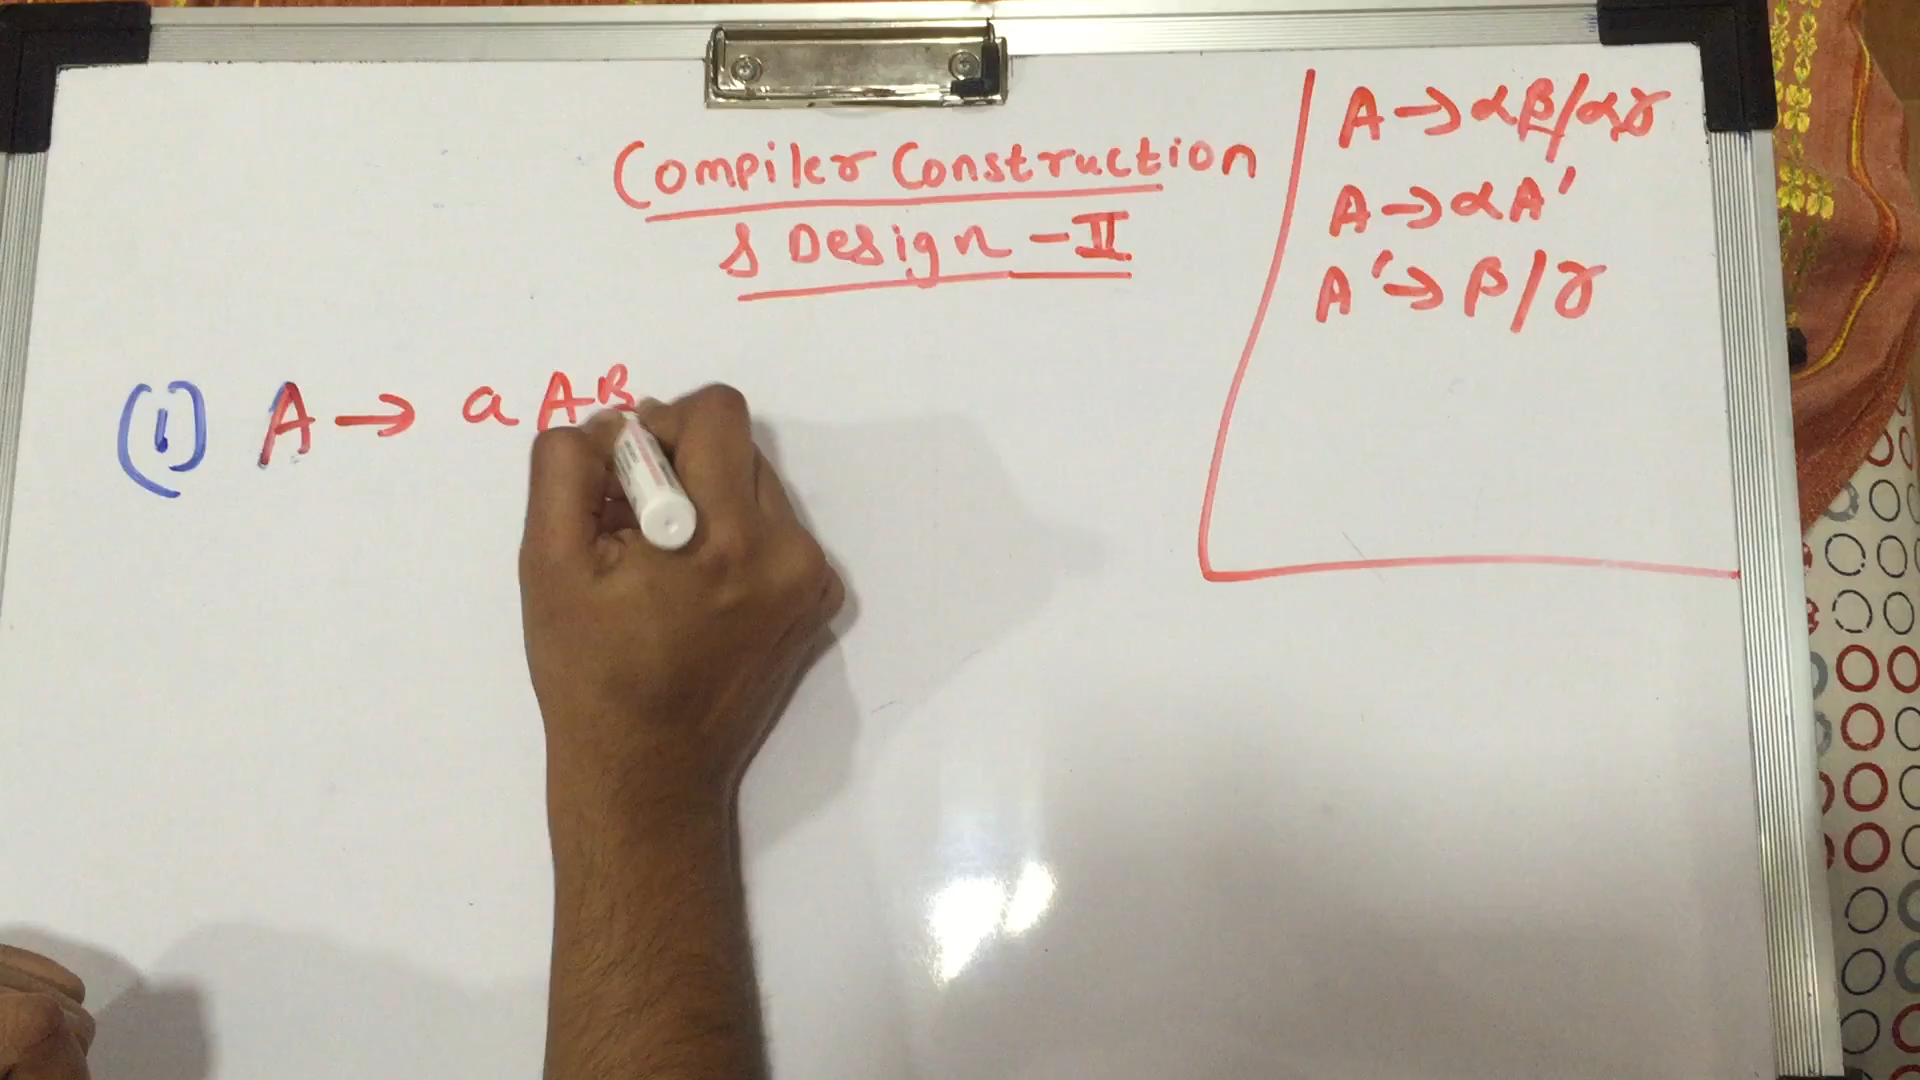 Compiler Construction
& Design - II
A → αβ/αγ
A → αA'
A' → β/γ
(1) A → aAB